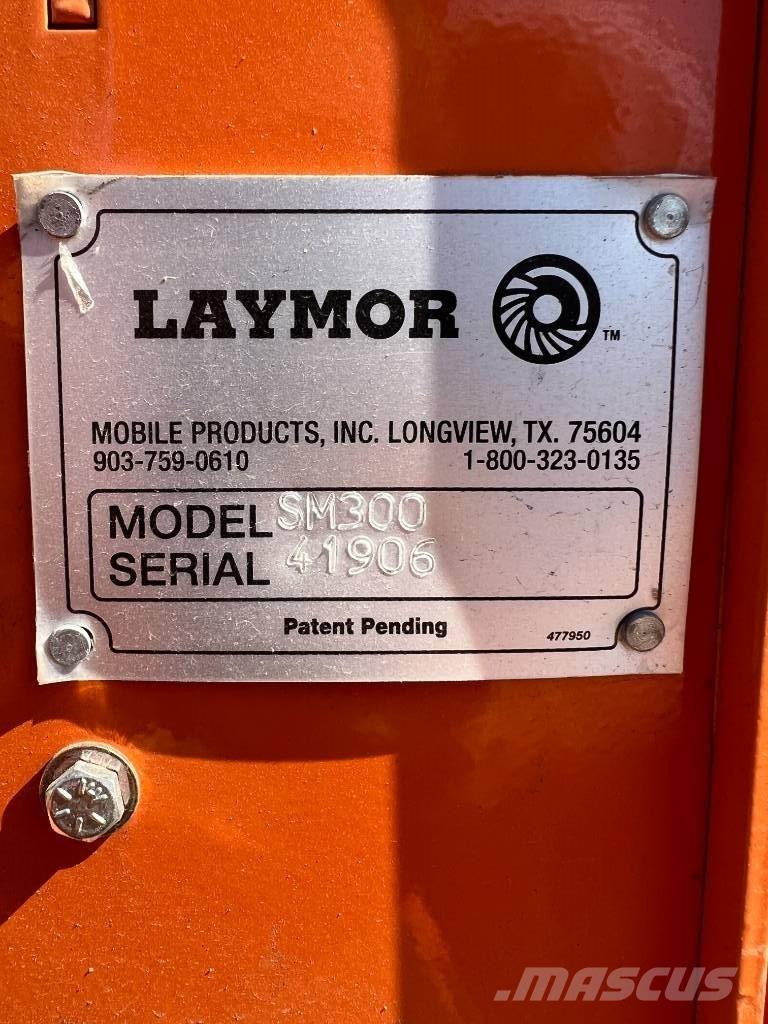 LAYMOR TM
MOBILE PRODUCTS, INC. LONGVIEW, TX. 75604
903-759-0610 1-800-323-0135
MODEL SM300
SERIAL 41906
Patent Pending 477950
MASCUS